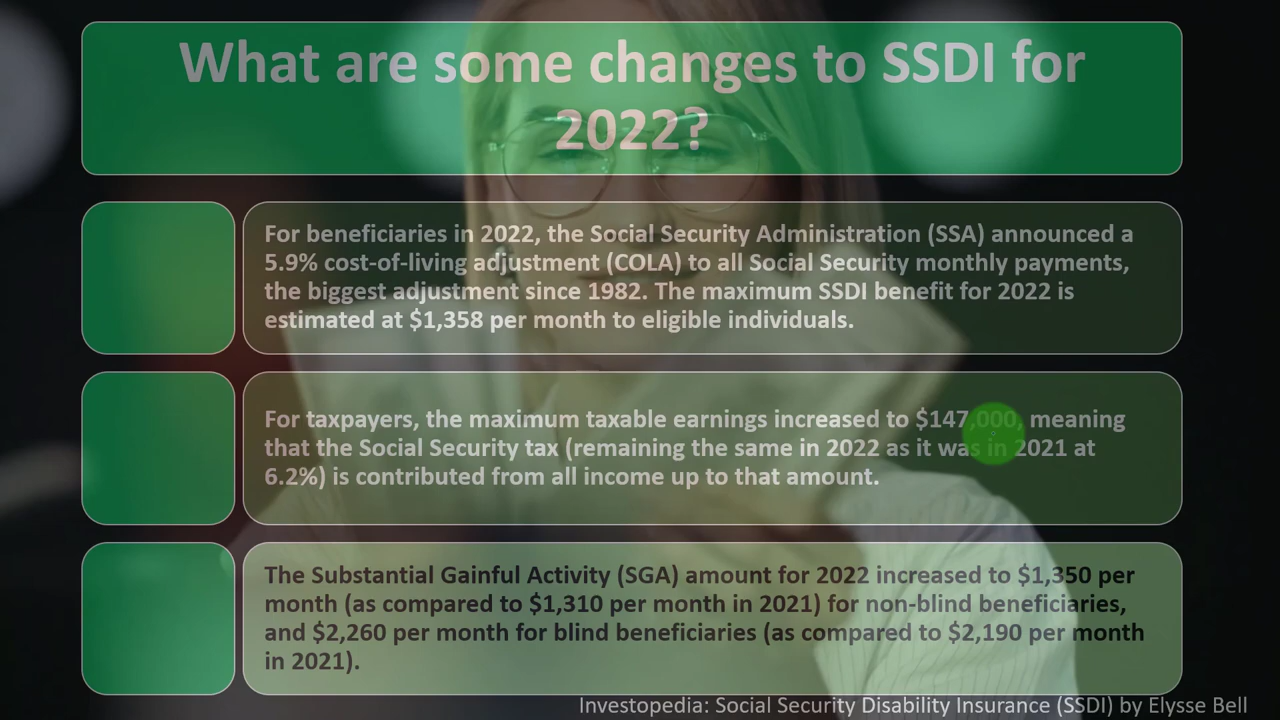 What are some changes to SSDI for
2022?
For beneficiaries in 2022, the Social Security Administration (SSA) announced a
5.9% cost-of-living adjustment (COLA) to all Social Security monthly payments,
the biggest adjustment since 1982. The maximum SSDI benefit for 2022 is
estimated at $1,358 per month to eligible individuals.
For taxpayers, the maximum taxable earnings increased to $147,000, meaning
that the Social Security tax (remaining the same in 2022 as it was in 2021 at
6.2%) is contributed from all income up to that amount.
The Substantial Gainful Activity (SGA) amount for 2022 increased to $1,350 per
month (as compared to $1,310 per month in 2021) for non-blind beneficiaries,
and $2,260 per month for blind beneficiaries (as compared to $2,190 per month
in 2021).
Investopedia: Social Security Disability Insurance (SSDI) by Elysse Bell